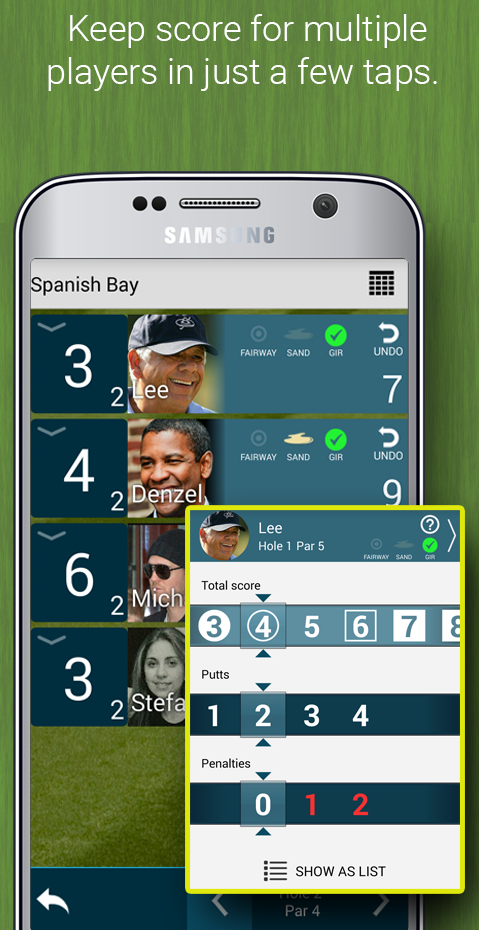 Keep score for multiple
players in just a few taps.
SAMSUNG
Spanish Bay
3
2
Lee
FAIRWAY SAND GIR UNDO
7
4
2
Denzel
FAIRWAY SAND GIR UNDO
9
6
2
Mich
3
2
Stefa
Lee
Hole 1 Par 5
?
FAIRWAY SAND GIR
Total score
3 4 5 6 7 8
Putts
1 2 3 4
Penalties
0 1 2
SHOW AS LIST
Hole 2
Par 4